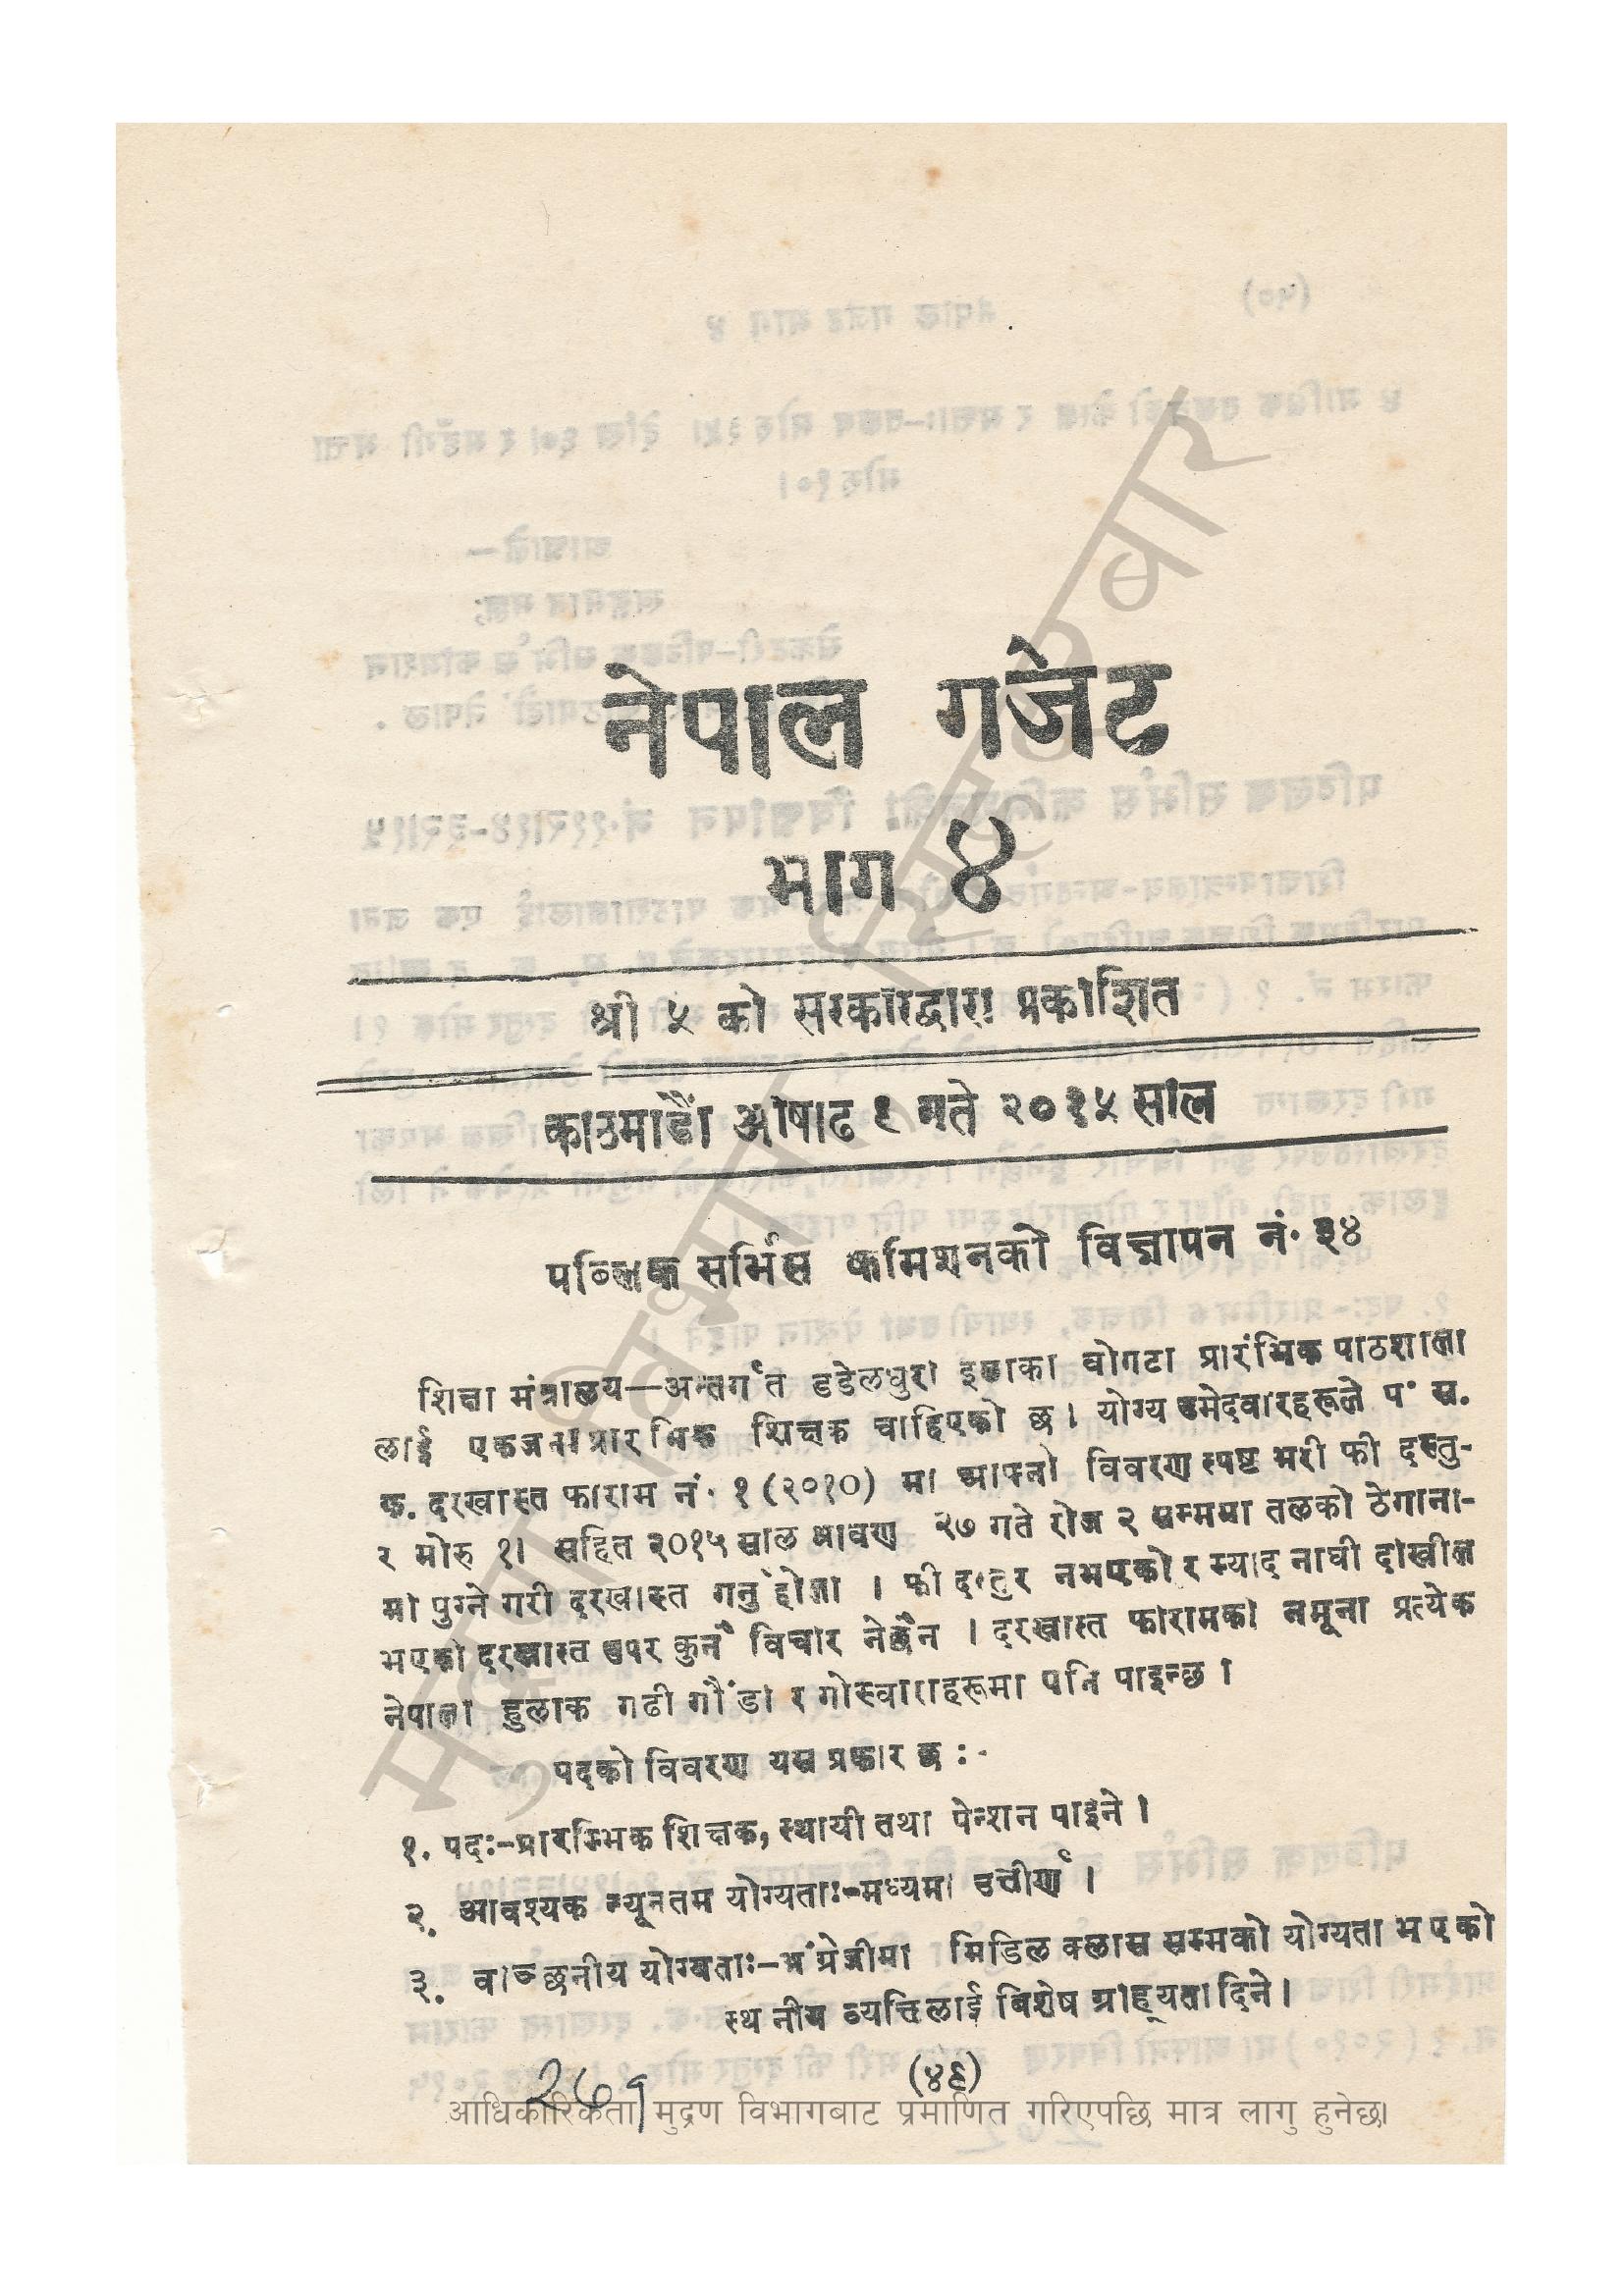 नेपाल गजेट
भाग ४
श्री ५ को सरकारद्वारा प्रकाशित
काठमाडौं आषाढ ९ गते २०१५ साल
पब्लिक सर्भिस कमिशनको विज्ञापन नं. ३४
शिक्षा मंत्रालय—अन्तर्गत डडेलधुरा इलाका वोगटा प्रारंभिक पाठशाला
लाई एकजना प्रारंभिक शिक्षक चाहिएको छ। योग्य उमेदवारहरूले प. स.
क. दरखास्त फाराम नं. १ (२०१०) मा आफ्नो विवरण स्पष्ट भरी फी दस्तु-
र मोरु १। सहित २०१५ साल श्रावण २७ गते रोज २ सम्ममा तलको ठेगाना-
मा पुग्ने गरी दरखास्त गर्नुहोला । फी दस्तुर नभएको र म्याद नाघी दाखील
भएको दरखास्त उपर कुनै विचार नेछैन । दरखास्त फारामका नमूना प्रत्येक
नेपाली हुलाक गढी गौंडा र गोस्वाराहरूमा पनि पाइन्छ ।
पदको विवरण यस प्रकार छ :-
१. पदः-प्रारम्भिक शिक्षक, स्थायी तथा पेन्शन पाइने ।
२. आवश्यक न्यूनतम योग्यताः-मध्यमा उत्तीर्ण ।
३. वाञ्छनीय योग्यताः-अंग्रेजीमा मिडिल क्लास सम्मको योग्यता भएको
स्थनीय व्यक्तिलाई विशेष ग्राह्यता दिने।
(४९)
२७१
आधिकारिकता मुद्रण विभागबाट प्रमाणित गरिएपछि मात्र लागु हुनेछ।